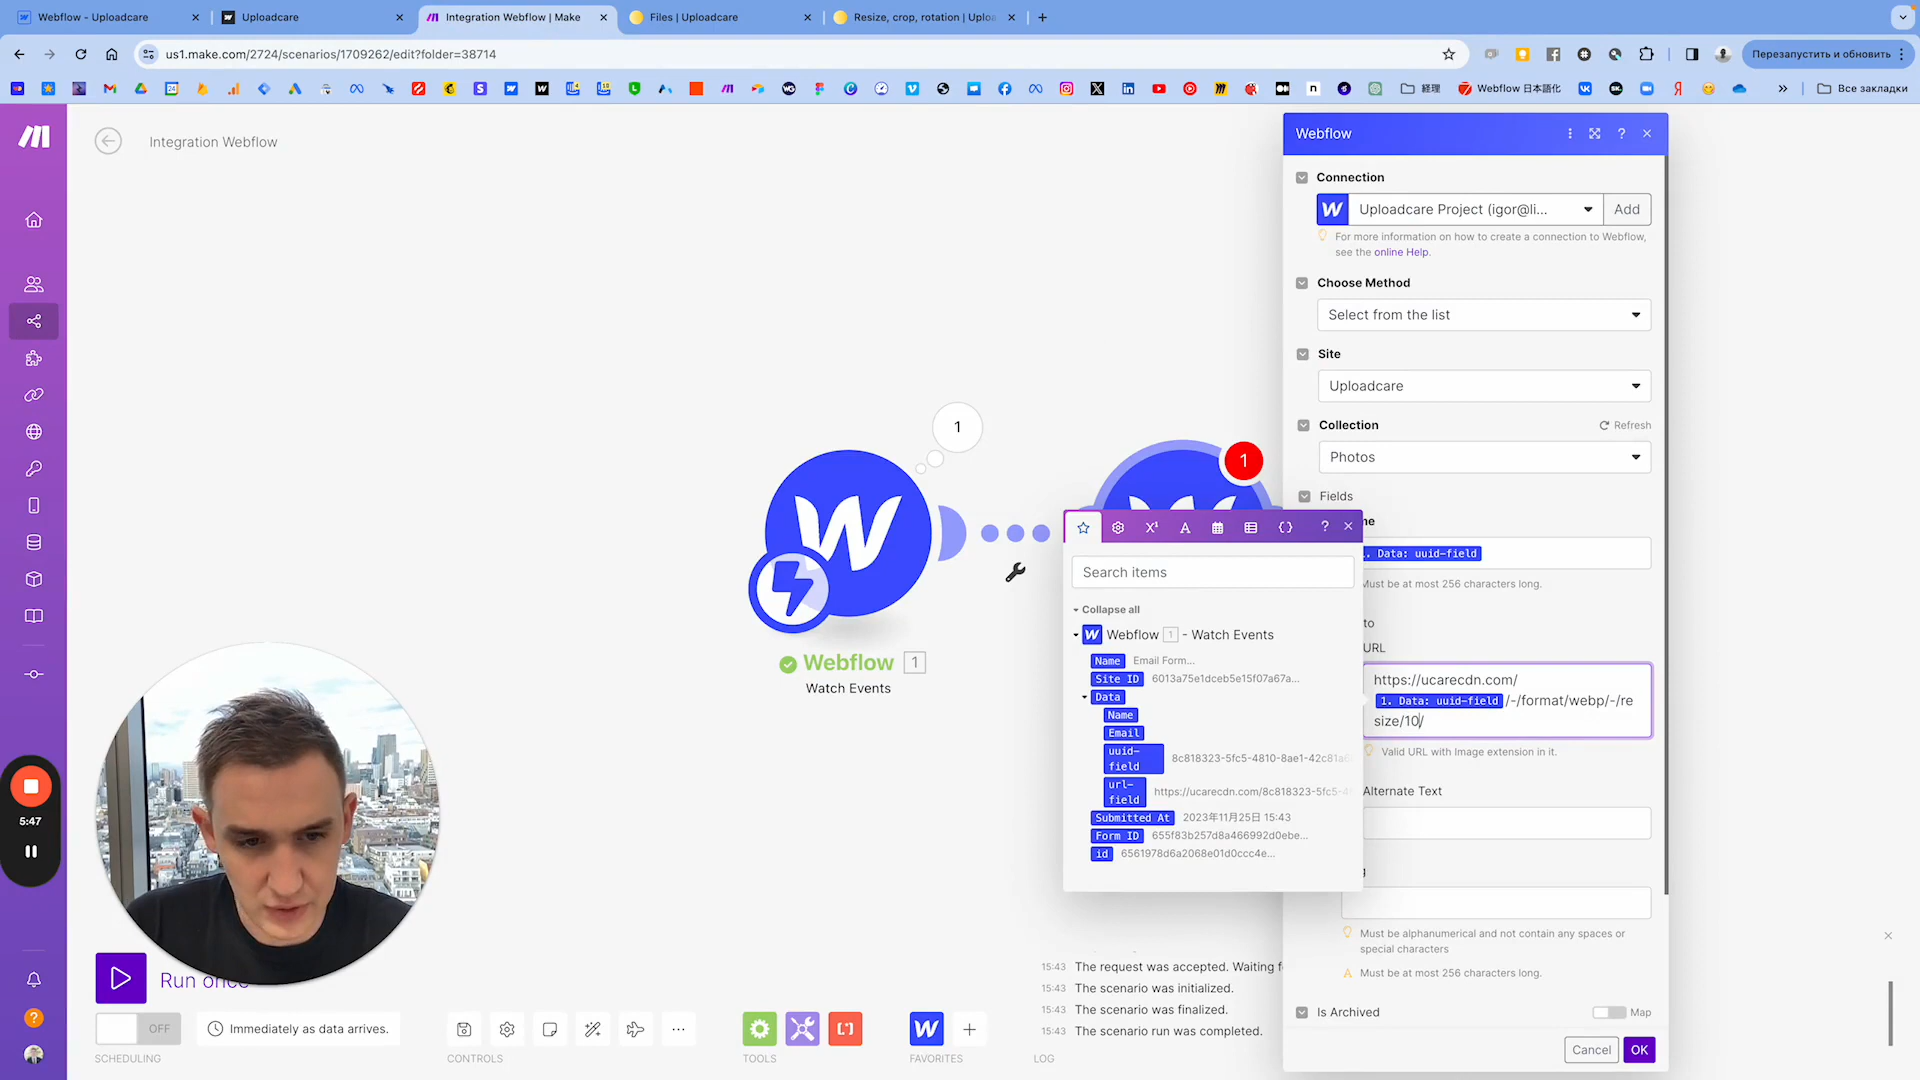 Webflow - Uploadcare
Uploadcare
Integration Webflow | Make
Files | Uploadcare
Resize, crop, rotation | Uploa
us1.make.com/2724/scenarios/1709262/edit?folder=38714
Перезапустить и обновить
経理
Webflow 日本語化
Все закладки
Integration Webflow
Webflow
Connection
Uploadcare Project (igor@li...
Add
For more information on how to create a connection to Webflow,
see the online Help.
Choose Method
Select from the list
Site
Uploadcare
Collection
Refresh
Photos
Fields
me
1. Data: uuid-field
Must be at most 256 characters long.
to
URL
https://ucarecdn.com/
1. Data: uuid-field /-/format/webp/-/re
size/10/
Valid URL with Image extension in it.
Alternate Text
Must be alphanumerical and not contain any spaces or
special characters
Must be at most 256 characters long.
Is Archived
Map
Cancel
OK
1
1
Webflow 1
Watch Events
Search items
Collapse all
Webflow 1 - Watch Events
Name Email Form...
Site ID 6013a75e1dceb5e15f07a67a...
Data
Name
Email
uuid-
field
8c818323-5fc5-4810-8ae1-42c81a6
url-
field
https://ucarecdn.com/8c818323-5fc5-4
Submitted At 2023年11月25日 15:43
Form ID 655f83b257d8a466992d0ebe...
id 6561978d6a2068e01d0ccc4e...
5:47
Run once
OFF
Immediately as data arrives.
SCHEDULING
CONTROLS
TOOLS
FAVORITES
LOG
15:43 The request was accepted. Waiting f
15:43 The scenario was initialized.
15:43 The scenario was finalized.
15:43 The scenario run was completed.